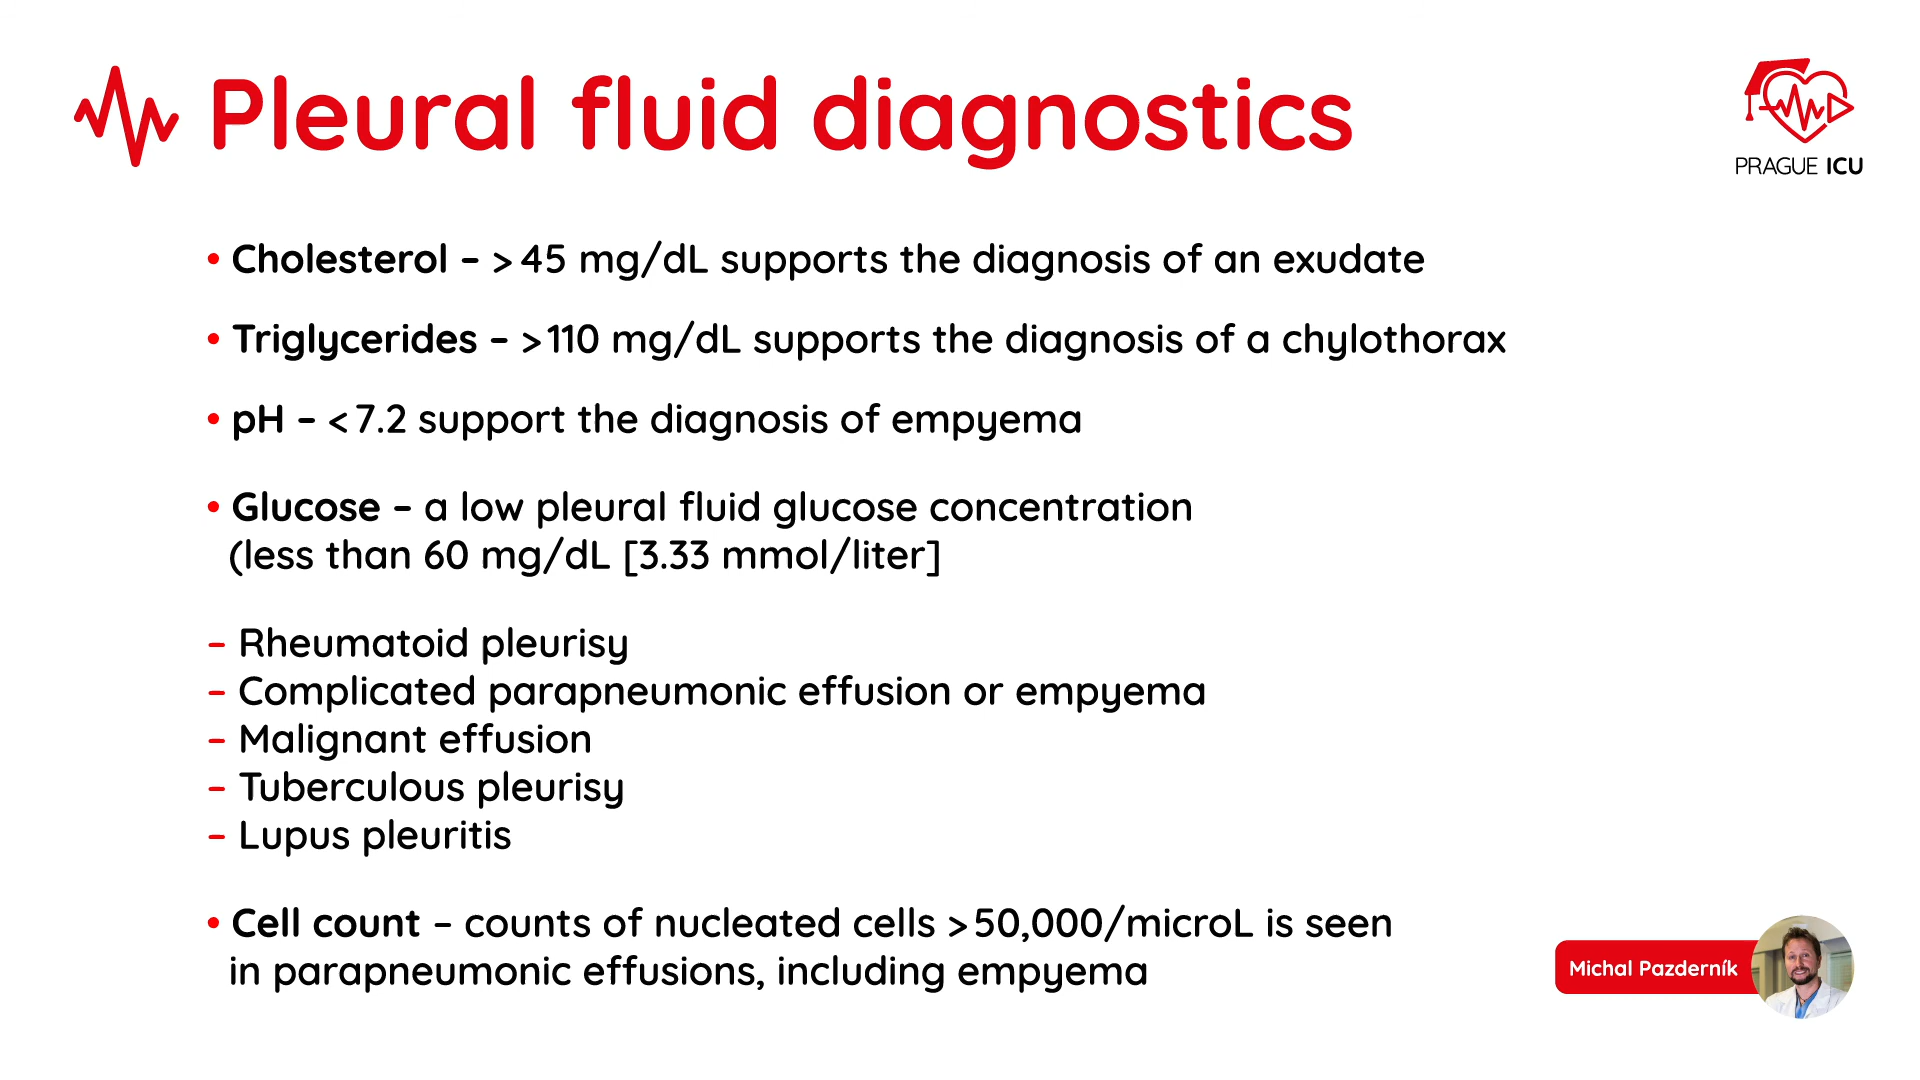 Pleural fluid diagnostics
PRAGUE ICU
• Cholesterol – > 45 mg/dL supports the diagnosis of an exudate
• Triglycerides – > 110 mg/dL supports the diagnosis of a chylothorax
• pH – < 7.2 support the diagnosis of empyema
• Glucose – a low pleural fluid glucose concentration
(less than 60 mg/dL [3.33 mmol/liter]
– Rheumatoid pleurisy
– Complicated parapneumonic effusion or empyema
– Malignant effusion
– Tuberculous pleurisy
– Lupus pleuritis
• Cell count – counts of nucleated cells > 50,000/microL is seen
in parapneumonic effusions, including empyema
Michal Pazderník